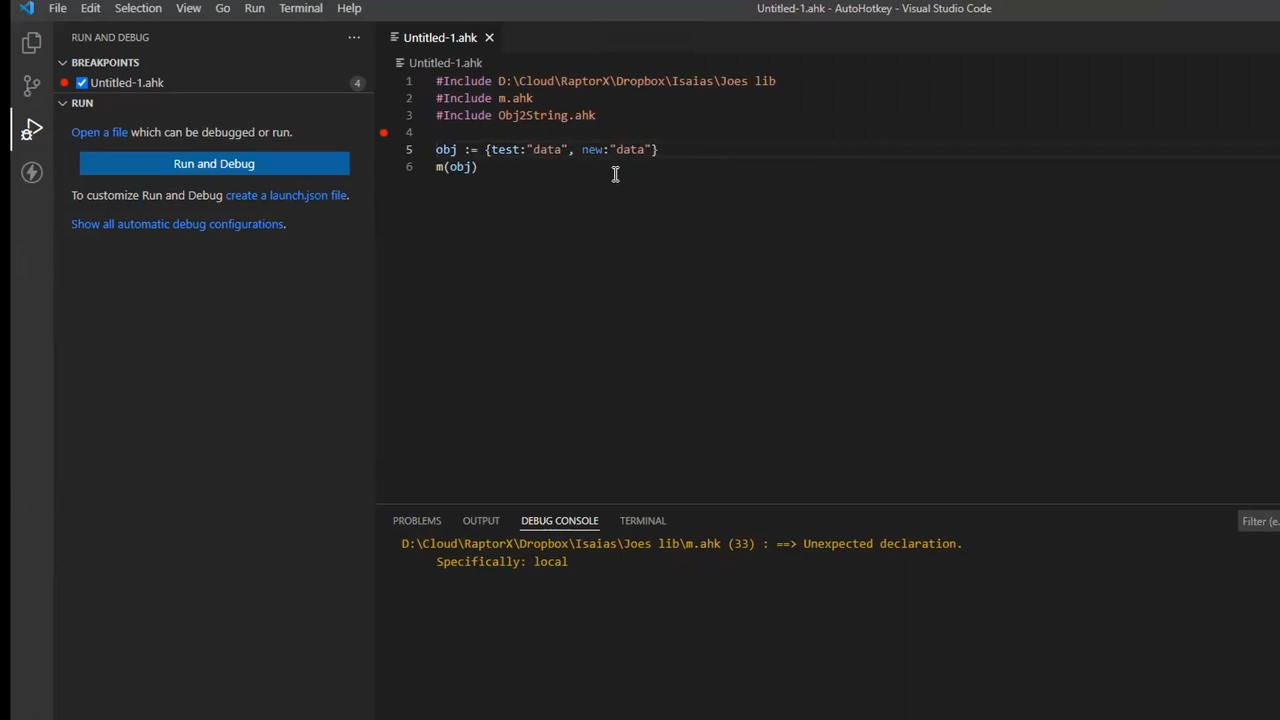 File Edit Selection View Go Run Terminal Help Untitled-1.ahk - AutoHotkey - Visual Studio Code
RUN AND DEBUG ···
BREAKPOINTS
Untitled-1.ahk 4
RUN
Open a file which can be debugged or run.
Run and Debug
To customize Run and Debug create a launch.json file.
Show all automatic debug configurations.
Untitled-1.ahk
Untitled-1.ahk
1 #Include D:\Cloud\RaptorX\Dropbox\Isaias\Joes lib
2 #Include m.ahk
3 #Include Obj2String.ahk
4
5 obj := {test:"data", new:"data"}
6 m(obj)
PROBLEMS OUTPUT DEBUG CONSOLE TERMINAL Filter (e.
D:\Cloud\RaptorX\Dropbox\Isaias\Joes lib\m.ahk (33) : ==> Unexpected declaration.
Specifically: local